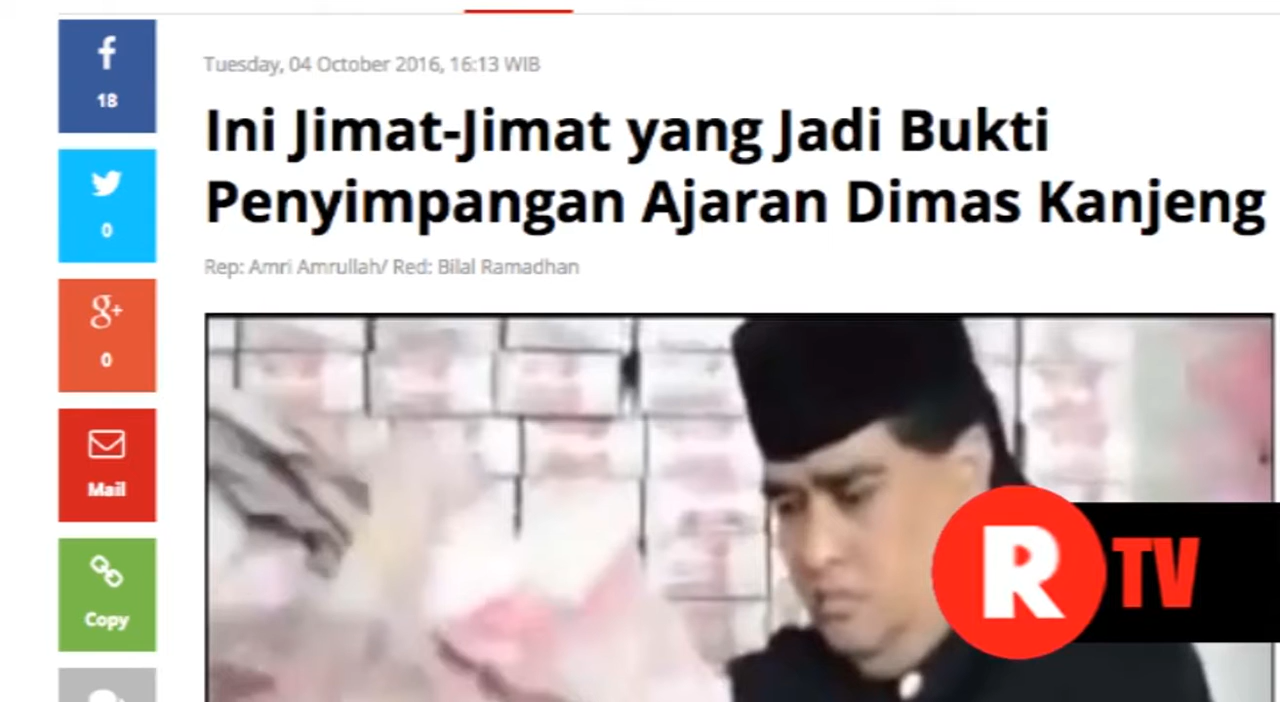 18
Tuesday, 04 October 2016, 16:13 WIB
Ini Jimat-Jimat yang Jadi Bukti
Penyimpangan Ajaran Dimas Kanjeng
Rep: Amri Amrullah/ Red: Bilal Ramadhan
0
g+
0
Mail
Copy
R TV